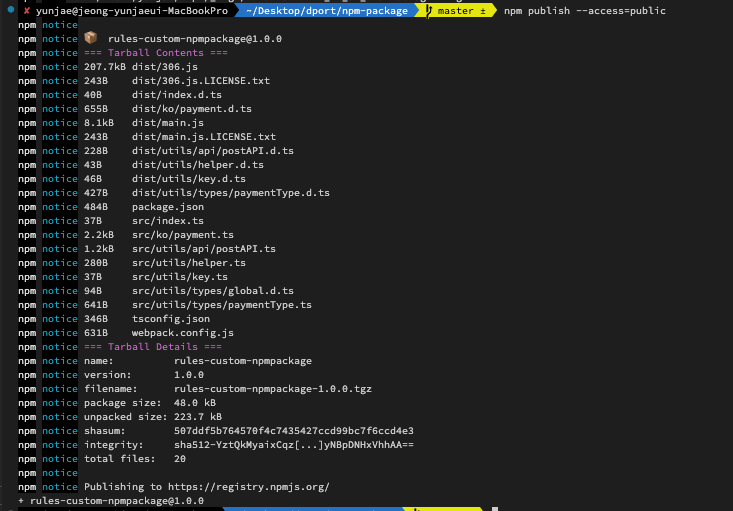 ✘ yunjae@jeong-yunjaeui-MacBookPro ~/Desktop/dport/npm-package master ± npm publish --access=public
npm notice
npm notice 📦 rules-custom-npmpackage@1.0.0
npm notice === Tarball Contents ===
npm notice 207.7kB dist/306.js
npm notice 243B dist/306.js.LICENSE.txt
npm notice 40B dist/index.d.ts
npm notice 655B dist/ko/payment.d.ts
npm notice 8.1kB dist/main.js
npm notice 243B dist/main.js.LICENSE.txt
npm notice 228B dist/utils/api/postAPI.d.ts
npm notice 43B dist/utils/helper.d.ts
npm notice 46B dist/utils/key.d.ts
npm notice 427B dist/utils/types/paymentType.d.ts
npm notice 484B package.json
npm notice 37B src/index.ts
npm notice 2.2kB src/ko/payment.ts
npm notice 1.2kB src/utils/api/postAPI.ts
npm notice 280B src/utils/helper.ts
npm notice 37B src/utils/key.ts
npm notice 94B src/utils/types/global.d.ts
npm notice 641B src/utils/types/paymentType.ts
npm notice 346B tsconfig.json
npm notice 631B webpack.config.js
npm notice === Tarball Details ===
npm notice name: rules-custom-npmpackage
npm notice version: 1.0.0
npm notice filename: rules-custom-npmpackage-1.0.0.tgz
npm notice package size: 48.0 kB
npm notice unpacked size: 223.7 kB
npm notice shasum: 507ddf5b764570f4c7435427ccd99bc7f6ccd4e3
npm notice integrity: sha512-YztQkMyaixCqz[...]yNBpDNHxVhhAA==
npm notice total files: 20
npm notice
npm notice Publishing to https://registry.npmjs.org/
+ rules-custom-npmpackage@1.0.0